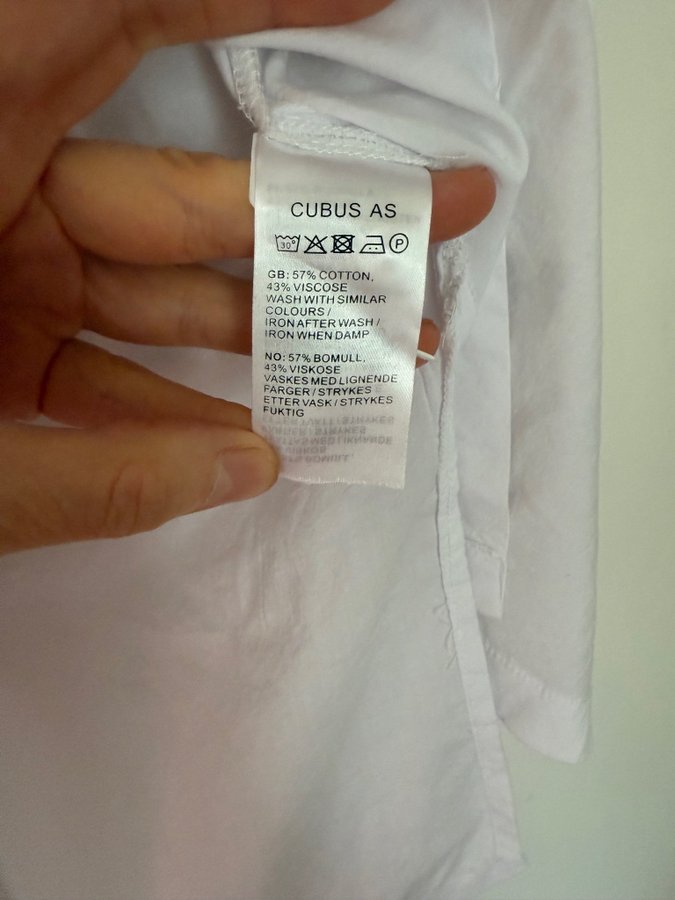 CUBUS AS
30°
P
GB: 57% COTTON,
43% VISCOSE
WASH WITH SIMILAR
COLOURS /
IRON AFTER WASH /
IRON WHEN DAMP
NO: 57% BOMULL,
43% VISKOSE
VASKES MED LIGNENDE
FARGER / STRYKES
ETTER VASK / STRYKES
FUKTIG